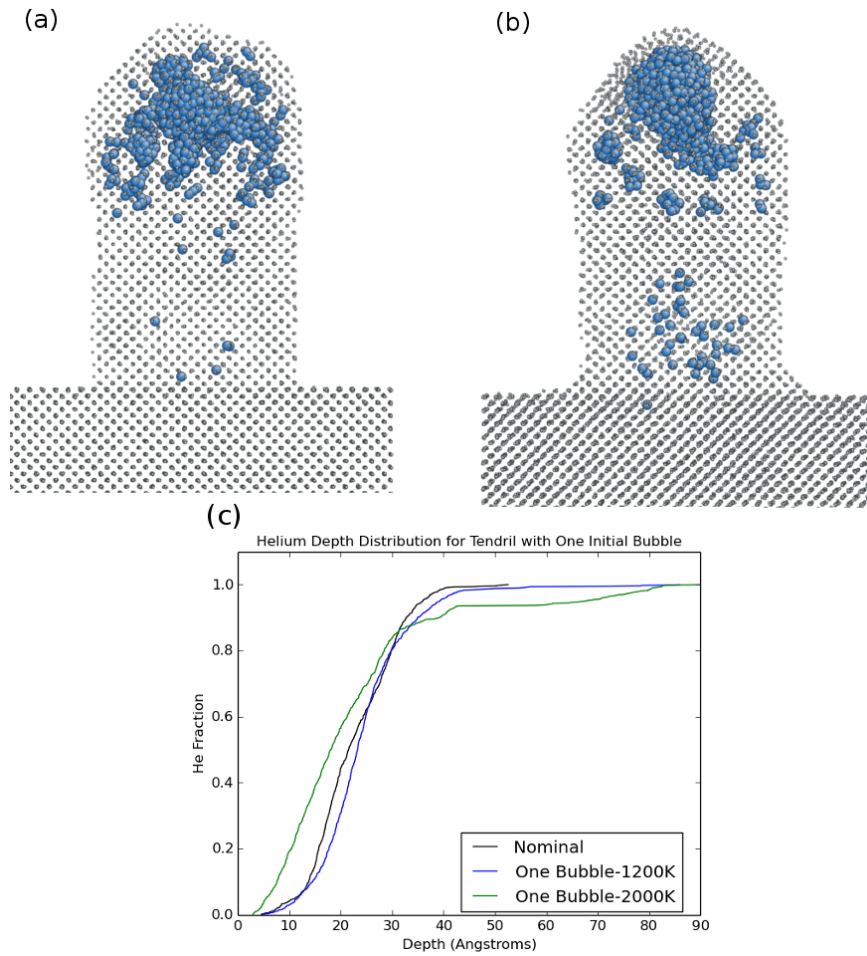 (a)
(b)
(c)
Helium Depth Distribution for Tendril with One Initial Bubble
1.0
0.8
0.6
0.4
0.2
0.0
He Fraction
0 10 20 30 40 50 60 70 80 90
Depth (Angstroms)
Nominal
One Bubble-1200K
One Bubble-2000K